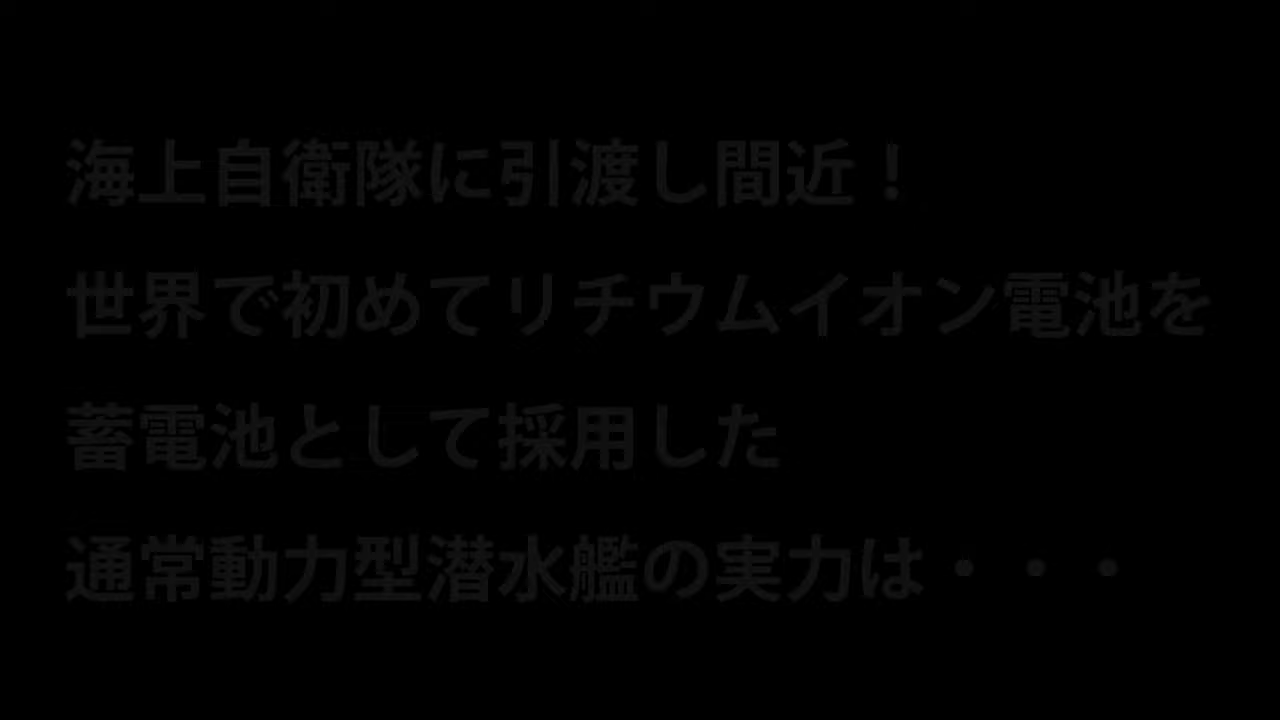 海上自衛隊に引渡し間近！
世界で初めてリチウムイオン電池を
蓄電池として採用した
通常動力型潜水艦の実力は・・・